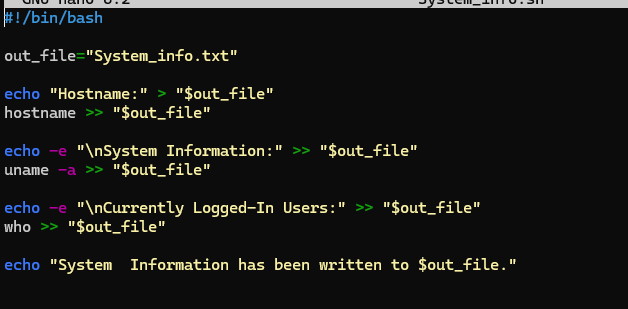 GNU nano 8.2 System_info.sh
#!/bin/bash
out_file="System_info.txt"
echo "Hostname:" > "$out_file"
hostname >> "$out_file"
echo -e "\nSystem Information:" >> "$out_file"
uname -a >> "$out_file"
echo -e "\nCurrently Logged-In Users:" >> "$out_file"
who >> "$out_file"
echo "System  Information has been written to $out_file."